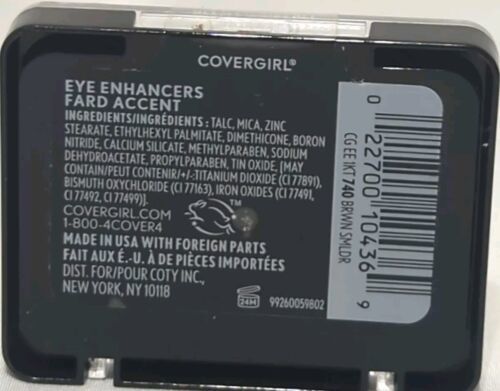 COVERGIRL®
EYE ENHANCERS
FARD ACCENT
INGREDIENTS/INGRÉDIENTS : TALC, MICA, ZINC
STEARATE, ETHYLHEXYL PALMITATE, DIMETHICONE, BORON
NITRIDE, CALCIUM SILICATE, METHYLPARABEN, SODIUM
DEHYDROACETATE, PROPYLPARABEN, TIN OXIDE, [MAY
CONTAIN/PEUT CONTENIR/+/-:TITANIUM DIOXIDE (CI 77891),
BISMUTH OXYCHLORIDE (CI 77163), IRON OXIDES (CI 77491,
CI 77492, CI 77499)].
COVERGIRL.COM
1-800-4COVER4
TM
MADE IN USA WITH FOREIGN PARTS
FAIT AUX É.-U. À DE PIÈCES IMPORTÉES
DIST. FOR/POUR COTY INC.,
NEW YORK, NY 10118
24M
99260059802
0 22700 10436 9
CG EE 1KT 740 BRWN SMLDR